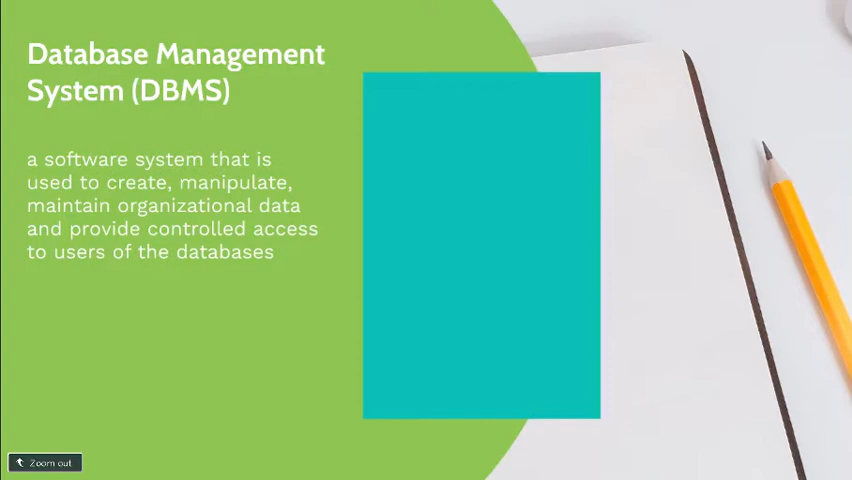 Database Management
System (DBMS)
a software system that is
used to create, manipulate,
maintain organizational data
and provide controlled access
to users of the databases
Zoom out